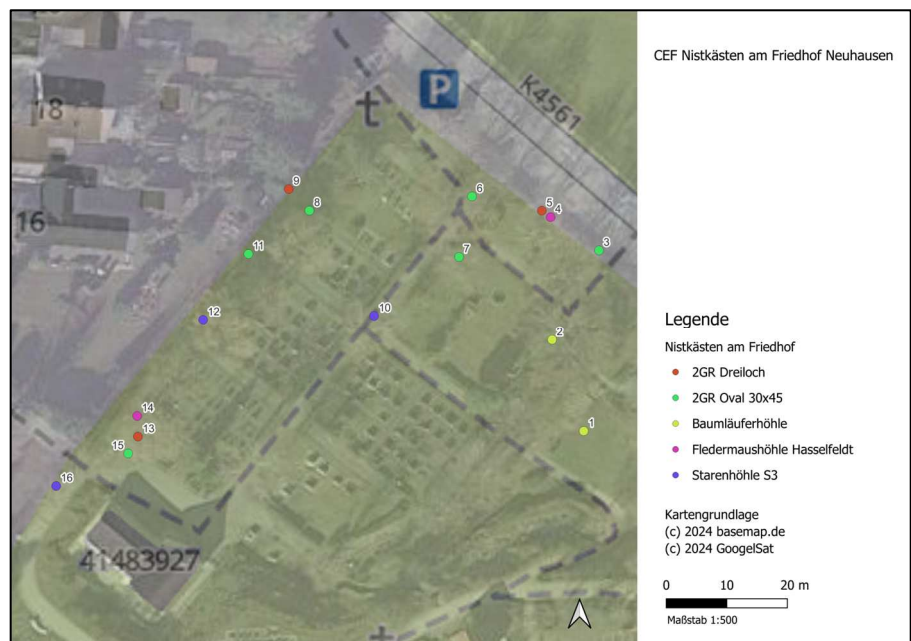 CEF Nistkästen am Friedhof Neuhausen
P
K4561
18
t
9
8
6
5
4
16
11
7
3
12
10
2
14
13
15
1
16
41483927
Legende
Nistkästen am Friedhof
2GR Dreiloch
2GR Oval 30x45
Baumläuferhöhle
Fledermaushöhle Hasselfeldt
Starenhöhle S3
Kartengrundlage
(c) 2024 basemap.de
(c) 2024 GoogelSat
0 10 20 m
Maßstab 1:500